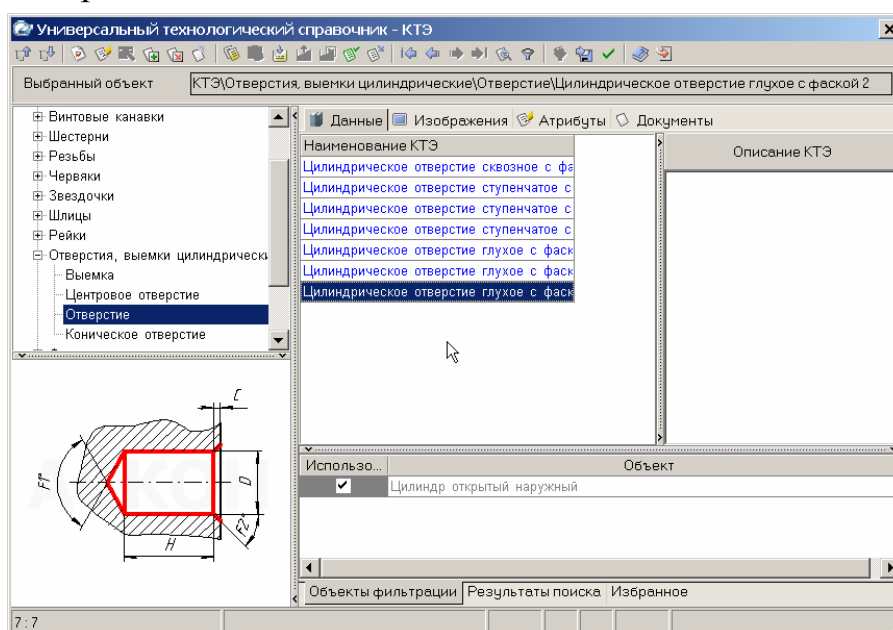 Универсальный технологический справочник - КТЭ
Выбранный объект КТЭ\Отверстия, выемки цилиндрические\Отверстие\Цилиндрическое отверстие глухое с фаской 2
Винтовые канавки
Шестерни
Резьбы
Червяки
Звездочки
Шлицы
Рейки
Отверстия, выемки цилиндрически
Выемка
Центровое отверстие
Отверстие
Коническое отверстие
Данные Изображения Атрибуты Документы
Наименование КТЭ
Цилиндрическое отверстие сквозное с фа
Цилиндрическое отверстие ступенчатое с
Цилиндрическое отверстие ступенчатое с
Цилиндрическое отверстие ступенчатое с
Цилиндрическое отверстие глухое с фаск
Цилиндрическое отверстие глухое с фаск
Цилиндрическое отверстие глухое с фаск
Описание КТЭ
C
F1°
D
F2°
H
Использо... Объект
Цилиндр открытый наружный
Объекты фильтрации Результаты поиска Избранное
7:7